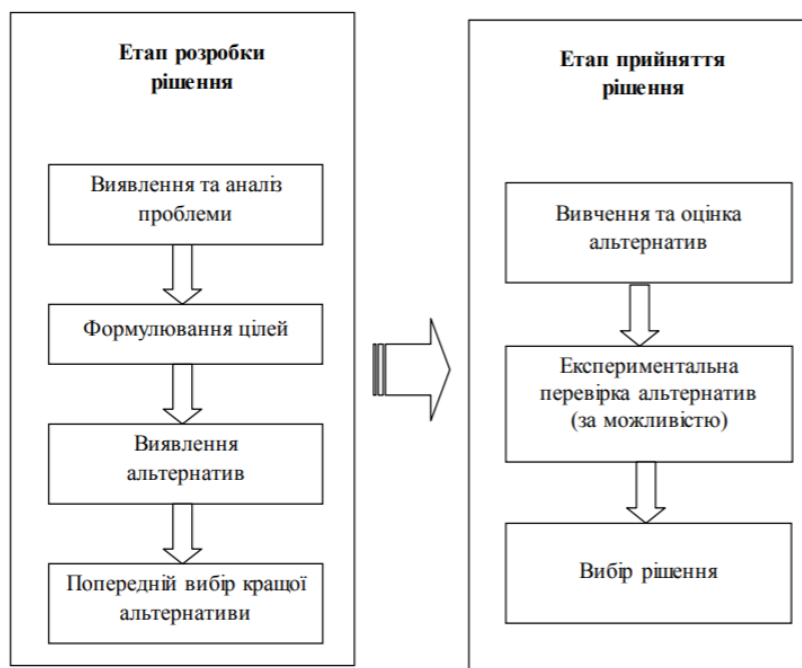 Етап розробки
рішення
Виявлення та аналіз
проблеми
Формулювання цілей
Виявлення
альтернатив
Попередній вибір кращої
альтернативи
Етап прийняття
рішення
Вивчення та оцінка
альтернатив
Експериментальна
перевірка альтернатив
(за можливістю)
Вибір рішення